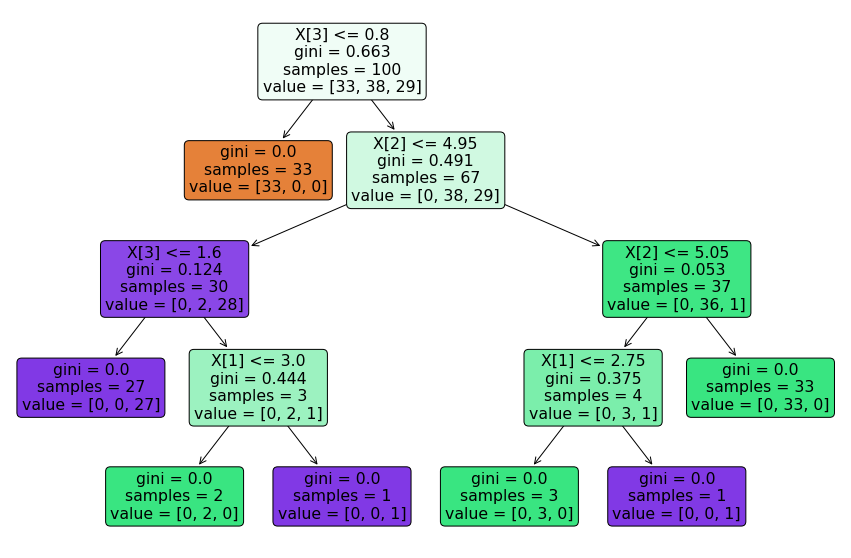 X[3] <= 0.8
gini = 0.663
samples = 100
value = [33, 38, 29]
gini = 0.0
samples = 33
value = [33, 0, 0]
X[2] <= 4.95
gini = 0.491
samples = 67
value = [0, 38, 29]
X[3] <= 1.6
gini = 0.124
samples = 30
value = [0, 2, 28]
X[2] <= 5.05
gini = 0.053
samples = 37
value = [0, 36, 1]
gini = 0.0
samples = 27
value = [0, 0, 27]
X[1] <= 3.0
gini = 0.444
samples = 3
value = [0, 2, 1]
X[1] <= 2.75
gini = 0.375
samples = 4
value = [0, 3, 1]
gini = 0.0
samples = 33
value = [0, 33, 0]
gini = 0.0
samples = 2
value = [0, 2, 0]
gini = 0.0
samples = 1
value = [0, 0, 1]
gini = 0.0
samples = 3
value = [0, 3, 0]
gini = 0.0
samples = 1
value = [0, 0, 1]